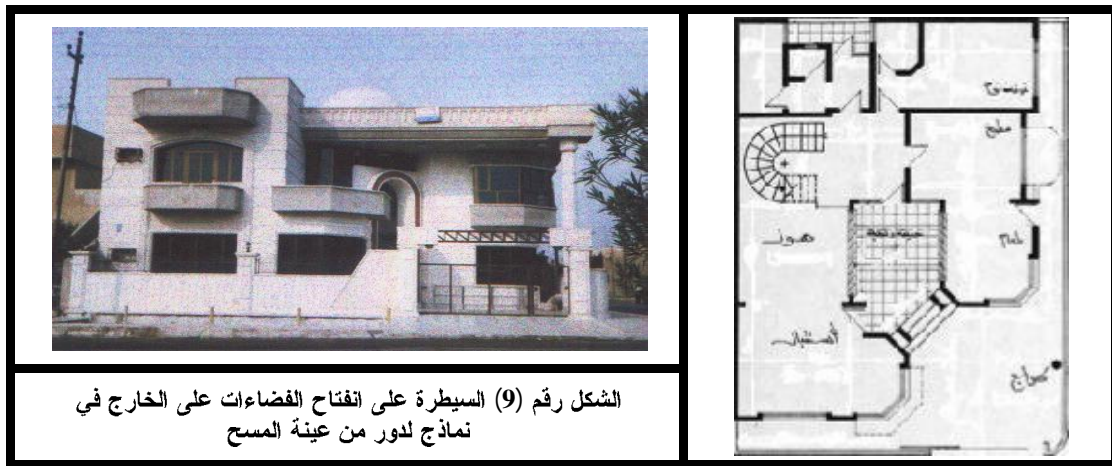 الشكل رقم (9) السيطرة على انفتاح الفضاءات على الخارج في
نماذج لدور من عينة المسح
مطبخ
طعام
هول
أستقبال
كراج